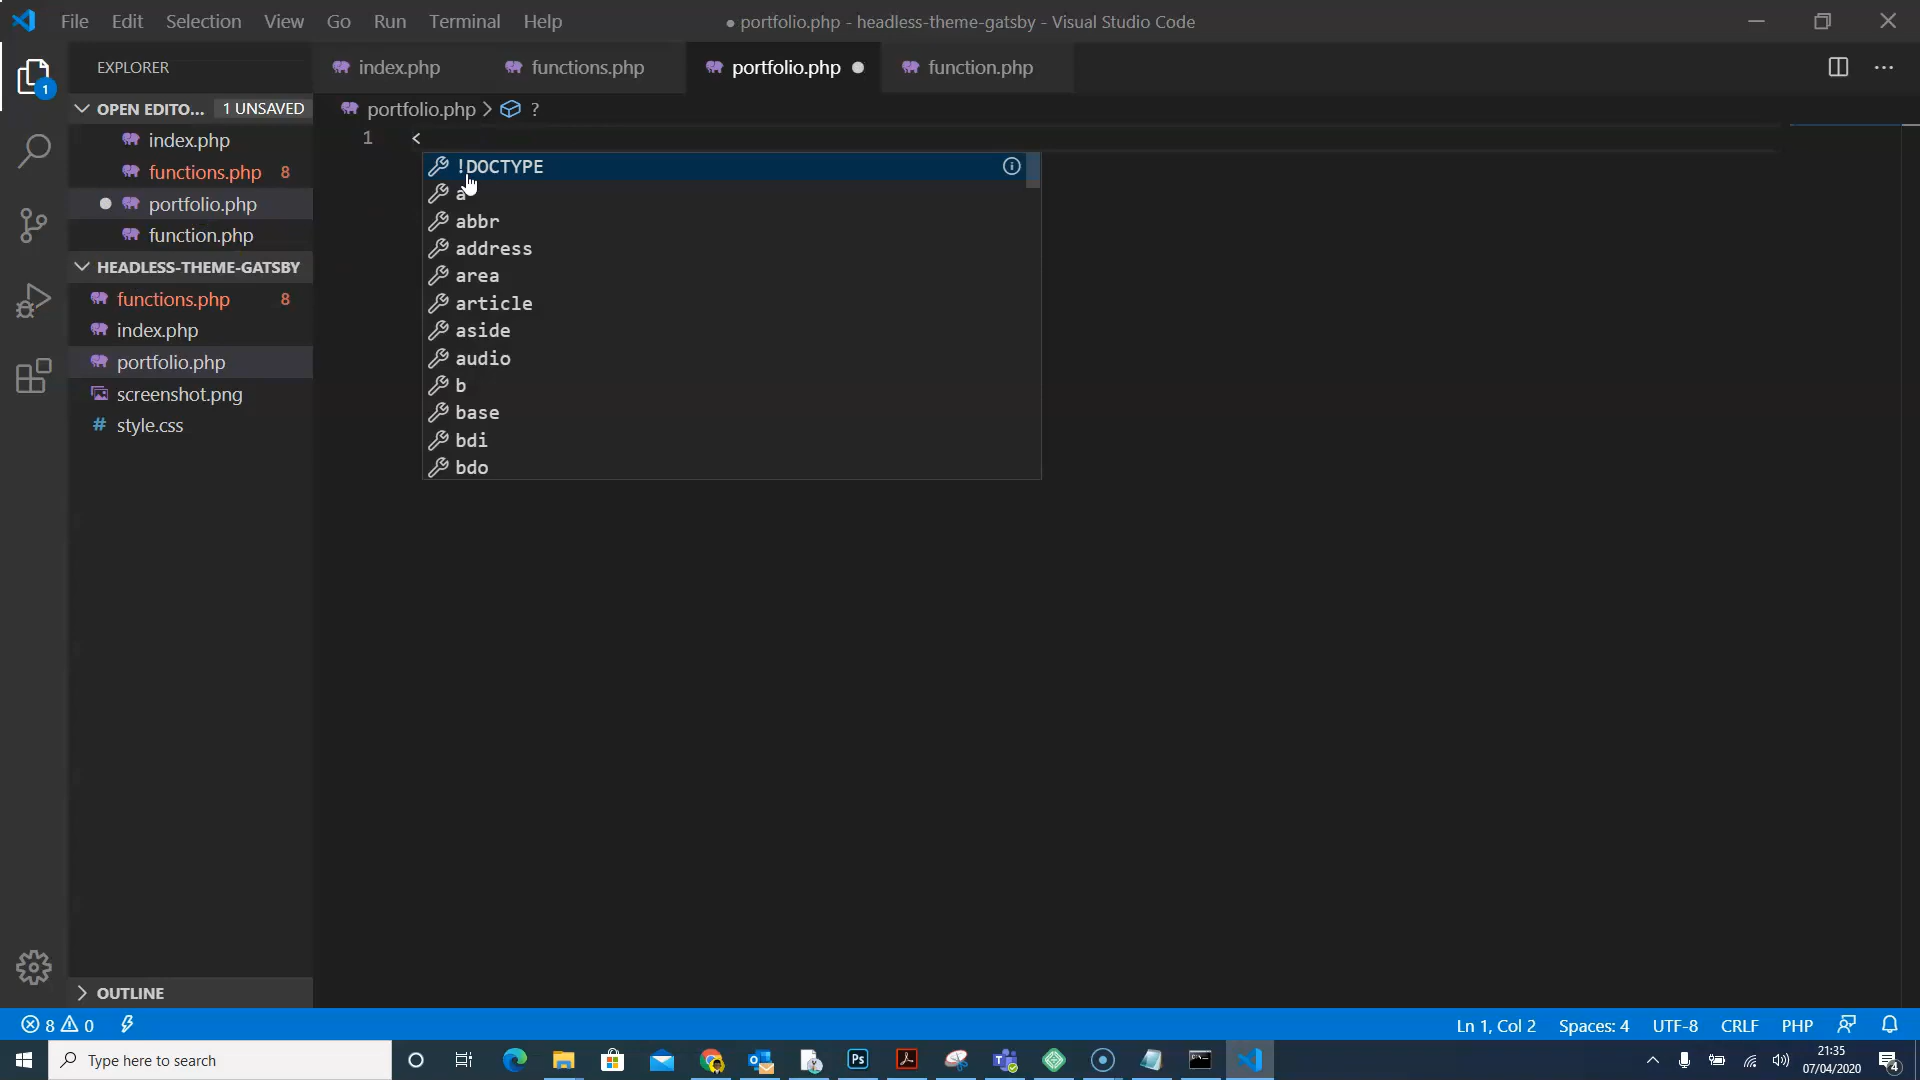 File Edit Selection View Go Run Terminal Help
● portfolio.php - headless-theme-gatsby - Visual Studio Code
EXPLORER
index.php
functions.php
portfolio.php
function.php
OPEN EDITO... 1 UNSAVED
index.php
functions.php 8
portfolio.php
function.php
HEADLESS-THEME-GATSBY
functions.php 8
index.php
portfolio.php
screenshot.png
# style.css
OUTLINE
1
portfolio.php > ?
1 <
!DOCTYPE
a
abbr
address
area
article
aside
audio
b
base
bdi
bdo
8 0
Ln 1, Col 2 Spaces: 4 UTF-8 CRLF PHP
Type here to search
Ps
21:35
07/04/2020
4